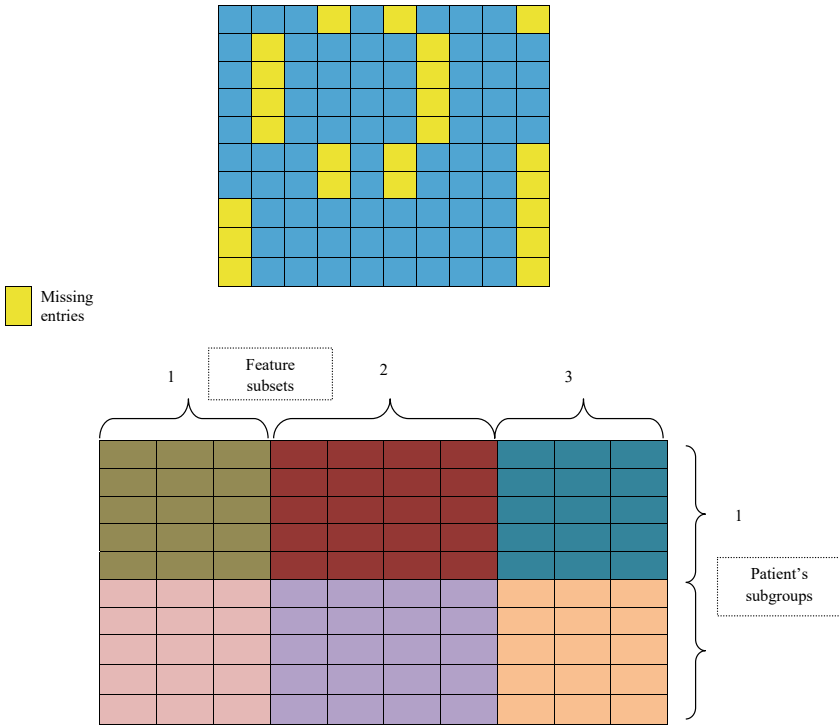 Missing
entries
1
Feature
subsets
2
3
1
Patient’s
subgroups